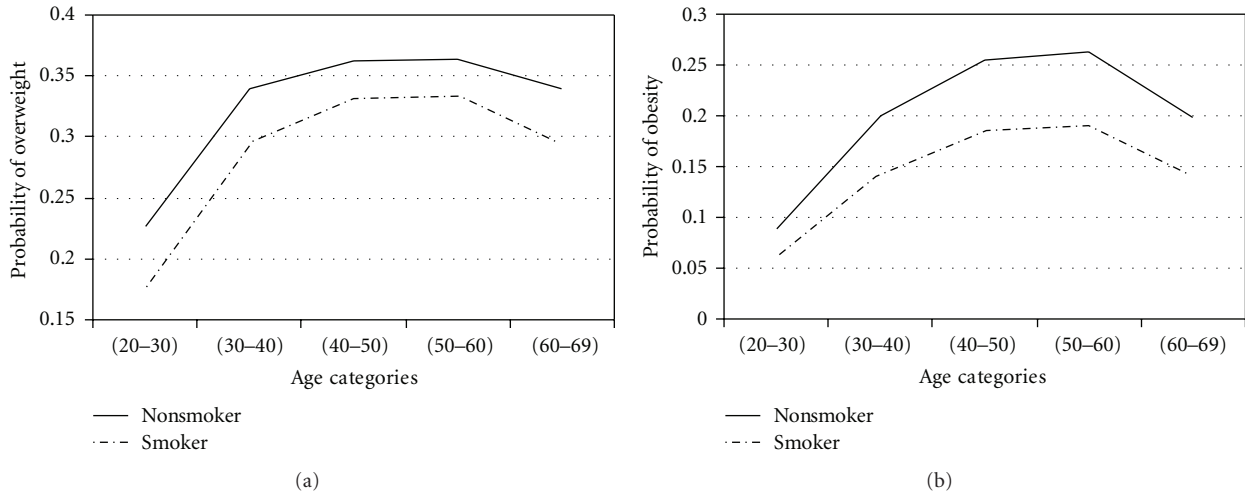 0.4
0.35
0.3
0.25
0.2
0.15
Probability of overweight
(20–30) (30–40) (40–50) (50–60) (60–69)
Age categories
Nonsmoker
Smoker
(a)
0.3
0.25
0.2
0.15
0.1
0.05
0
Probability of obesity
(20–30) (30–40) (40–50) (50–60) (60–69)
Age categories
Nonsmoker
Smoker
(b)